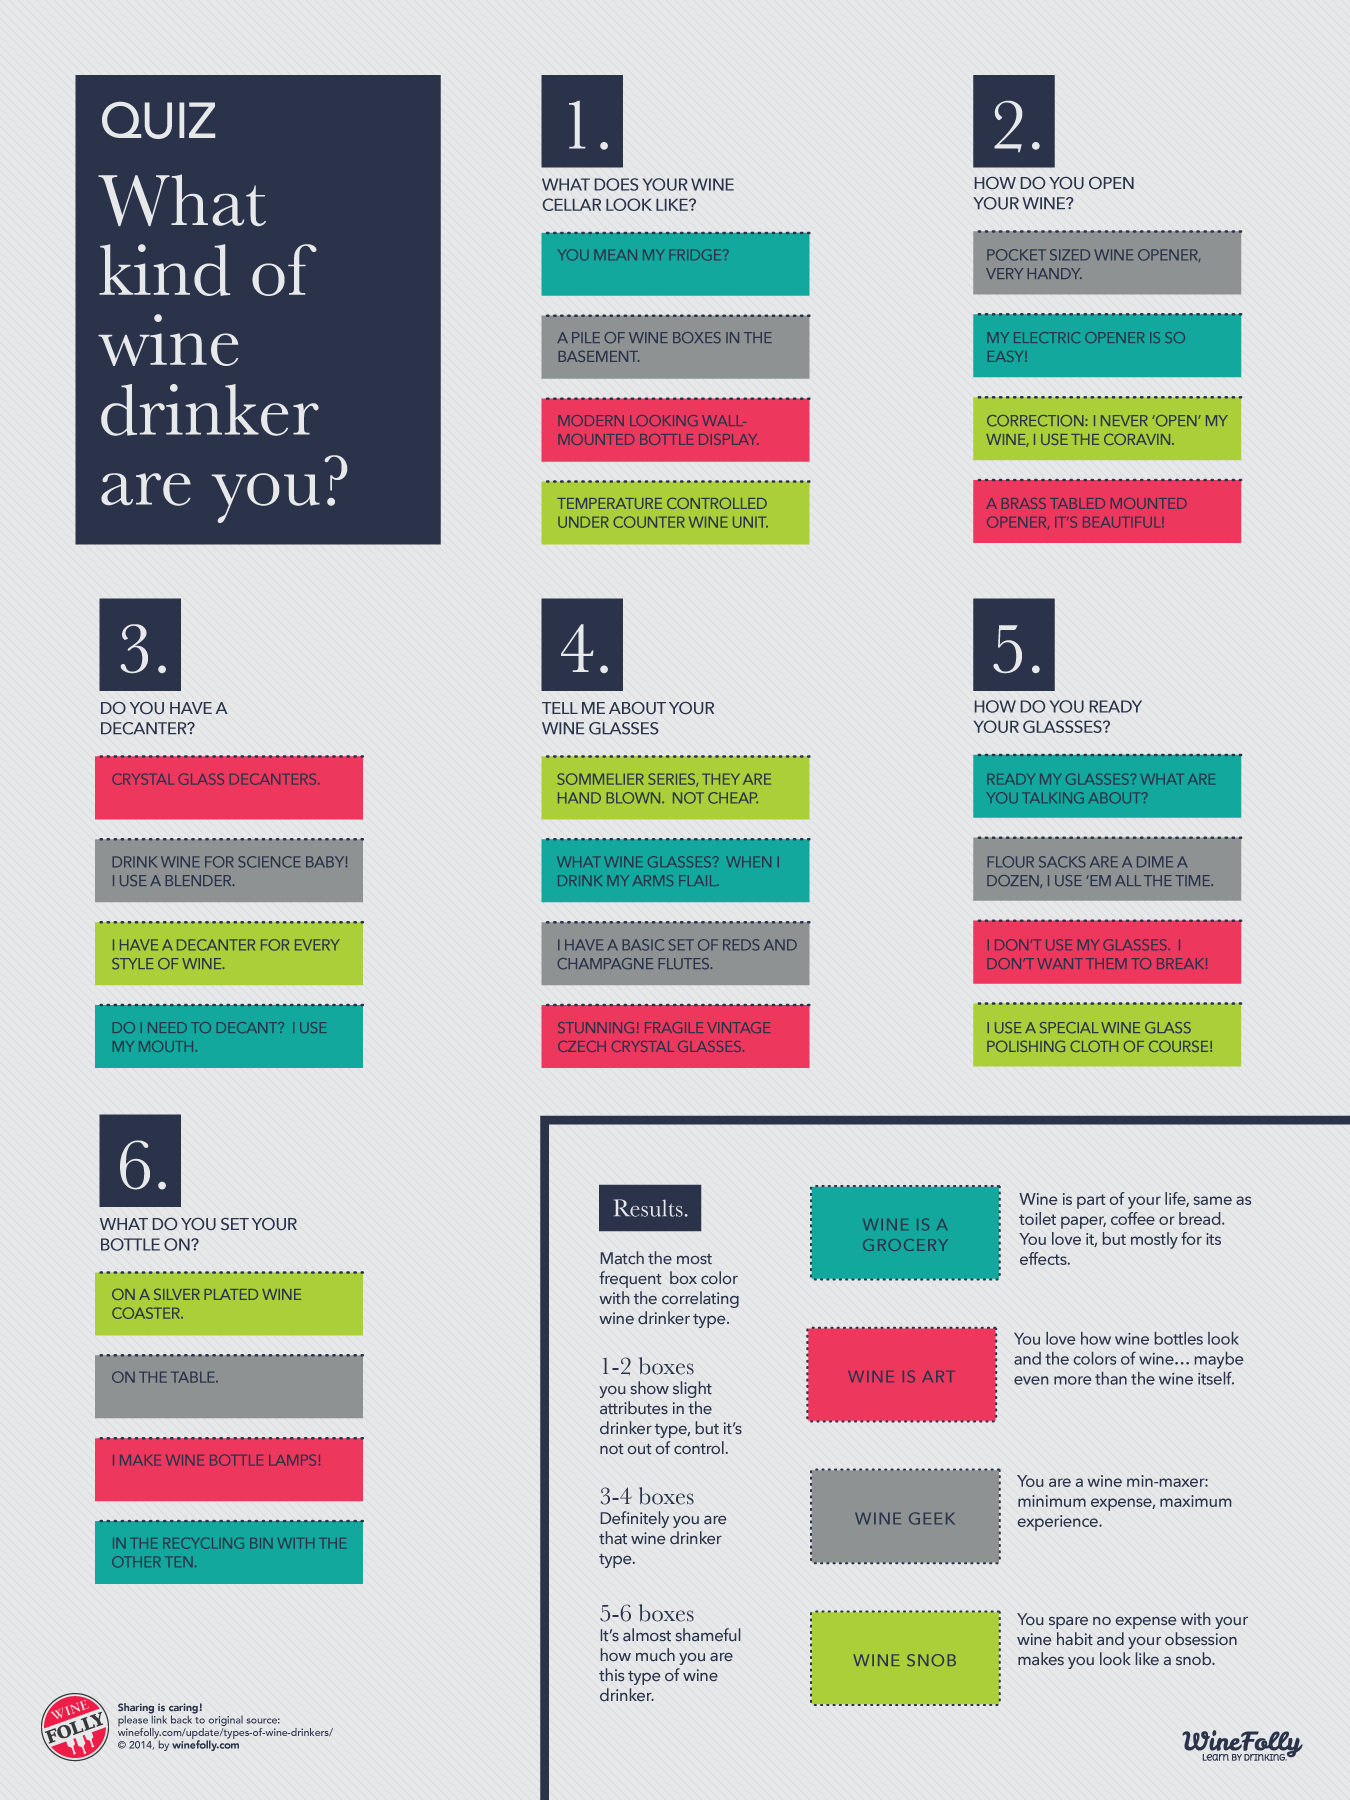 QUIZ
What
kind of
wine
drinker
are you?
1.
WHAT DOES YOUR WINE
CELLAR LOOK LIKE?
YOU MEAN MY FRIDGE?
A PILE OF WINE BOXES IN THE
BASEMENT.
MODERN LOOKING WALL-
MOUNTED BOTTLE DISPLAY.
TEMPERATURE CONTROLLED
UNDER COUNTER WINE UNIT.
2.
HOW DO YOU OPEN
YOUR WINE?
POCKET SIZED WINE OPENER,
VERY HANDY.
MY ELECTRIC OPENER IS SO
EASY!
CORRECTION: I NEVER ‘OPEN’ MY
WINE, I USE THE CORAVIN.
A BRASS TABLED MOUNTED
OPENER, IT’S BEAUTIFUL!
3.
DO YOU HAVE A
DECANTER?
CRYSTAL GLASS DECANTERS.
DRINK WINE FOR SCIENCE BABY!
I USE A BLENDER.
I HAVE A DECANTER FOR EVERY
STYLE OF WINE.
DO I NEED TO DECANT? I USE
MY MOUTH.
4.
TELL ME ABOUT YOUR
WINE GLASSES
SOMMELIER SERIES, THEY ARE
HAND BLOWN. NOT CHEAP.
WHAT WINE GLASSES? WHEN I
DRINK MY ARMS FLAIL.
I HAVE A BASIC SET OF REDS AND
CHAMPAGNE FLUTES.
STUNNING! FRAGILE VINTAGE
CZECH CRYSTAL GLASSES.
5.
HOW DO YOU READY
YOUR GLASSSES?
READY MY GLASSES? WHAT ARE
YOU TALKING ABOUT?
FLOUR SACKS ARE A DIME A
DOZEN, I USE ‘EM ALL THE TIME.
I DON’T USE MY GLASSES. I
DON’T WANT THEM TO BREAK!
I USE A SPECIAL WINE GLASS
POLISHING CLOTH OF COURSE!
6.
WHAT DO YOU SET YOUR
BOTTLE ON?
ON A SILVER PLATED WINE
COASTER.
ON THE TABLE.
I MAKE WINE BOTTLE LAMPS!
IN THE RECYCLING BIN WITH THE
OTHER TEN.
Results.
Match the most
frequent box color
with the correlating
wine drinker type.
1-2 boxes
you show slight
attributes in the
drinker type, but it’s
not out of control.
3-4 boxes
Definitely you are
that wine drinker
type.
5-6 boxes
It’s almost shameful
how much you are
this type of wine
drinker.
WINE IS A
GROCERY
Wine is part of your life, same as
toilet paper, coffee or bread.
You love it, but mostly for its
effects.
WINE IS ART
You love how wine bottles look
and the colors of wine... maybe
even more than the wine itself.
WINE GEEK
You are a wine min-maxer:
minimum expense, maximum
experience.
WINE SNOB
You spare no expense with your
wine habit and your obsession
makes you look like a snob.
WINE
FOLLY
Sharing is caring!
please link back to original source:
winefolly.com/update/types-of-wine-drinkers/
© 2014, by winefolly.com
WineFolly
Learn BY DRINKING.